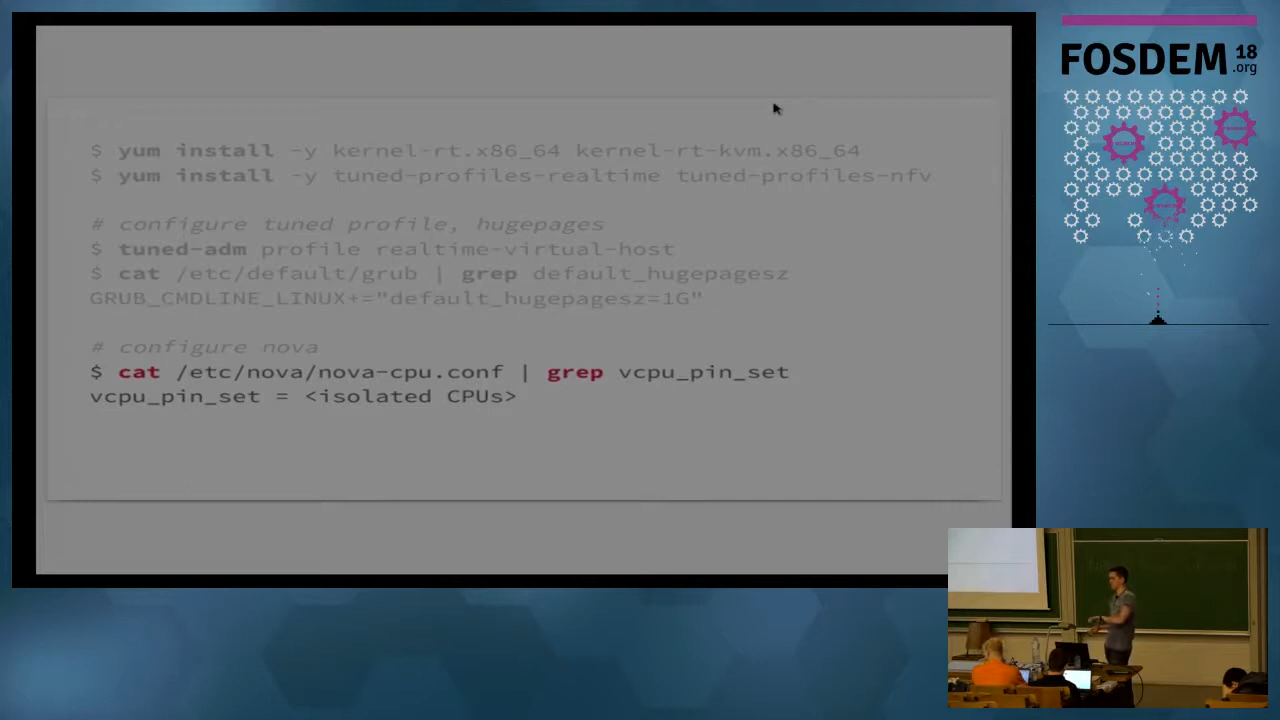 $ yum install -y kernel-rt.x86_64 kernel-rt-kvm.x86_64
$ yum install -y tuned-profiles-realtime tuned-profiles-nfv
# configure tuned profile, hugepages
$ tuned-adm profile realtime-virtual-host
$ cat /etc/default/grub | grep default_hugepagesz
GRUB_CMDLINE_LINUX+="default_hugepagesz=1G"
# configure nova
$ cat /etc/nova/nova-cpu.conf | grep vcpu_pin_set
vcpu_pin_set = <isolated CPUs>
FOSDEM 18
.org